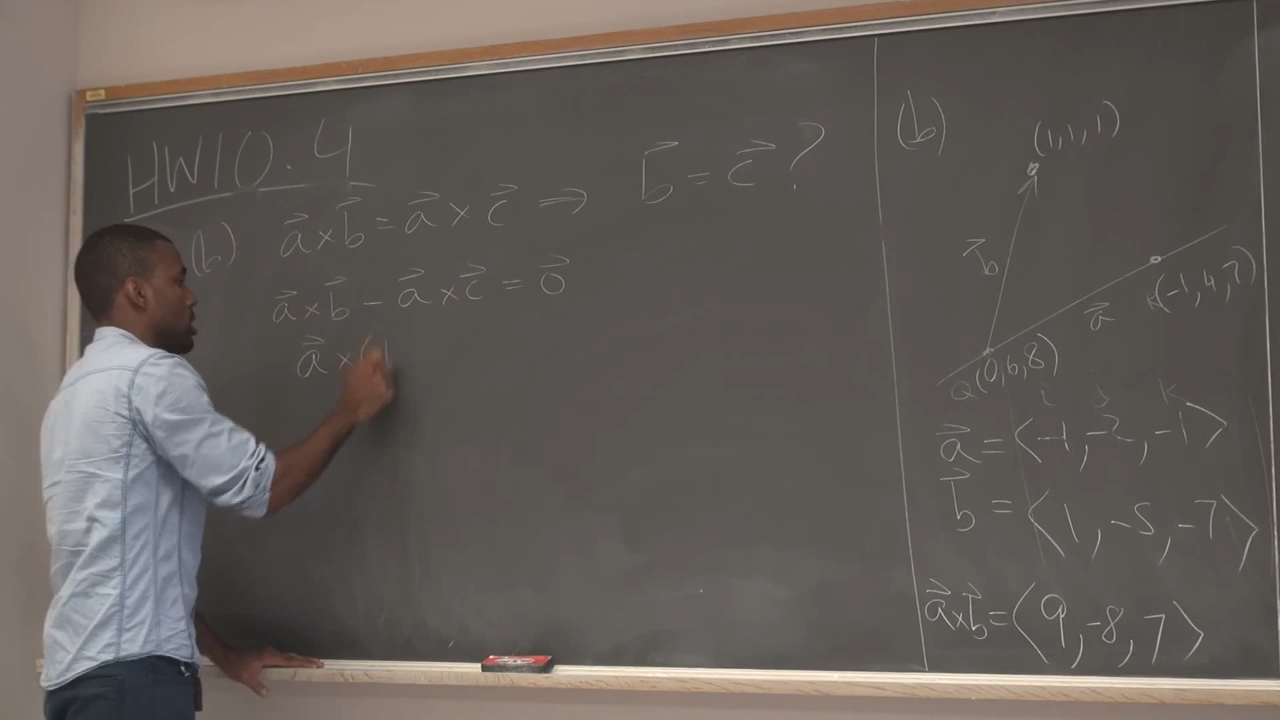 HW10.4
(b) a⃗ × b⃗ = a⃗ × c⃗ ⇒ b⃗ = c⃗ ?
a⃗ × b⃗ − a⃗ × c⃗ = 0⃗
a⃗ × (
(b)
(1,1,1)
b⃗
(-1,4,7)
a⃗
Q(0,6,8)
i j k
a⃗ = ⟨-1,-2,-1⟩
b⃗ = ⟨1,-5,-7⟩
a⃗×b⃗ = ⟨9,-8,7⟩